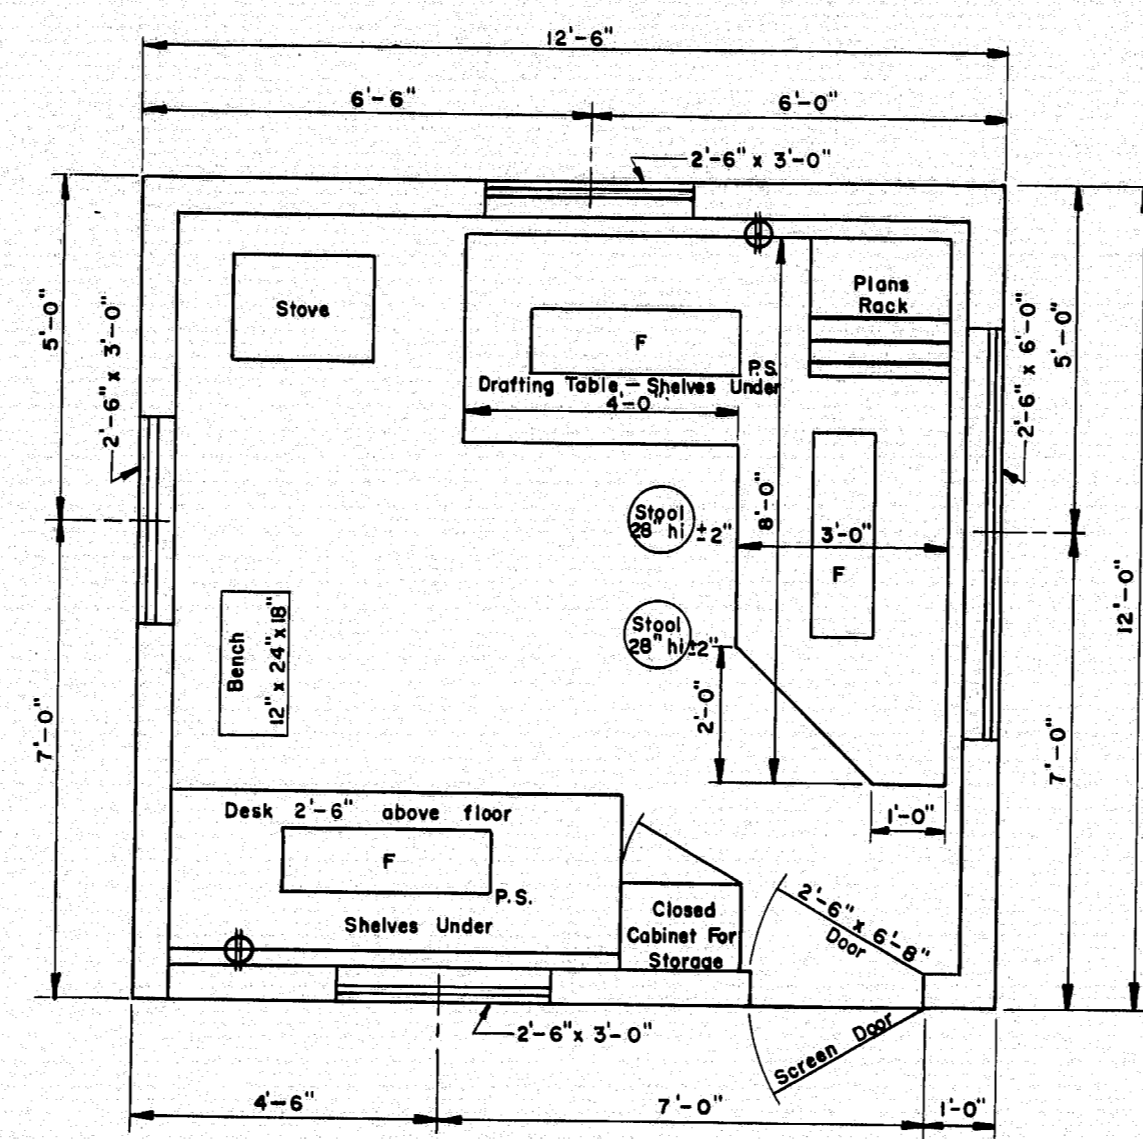 12'-6"
6'-6"
6'-0"
2'-6" x 3'-0"
5'-0"
2'-6" x 3'-0"
Stove
Plans
Rack
F
P.S.
Drafting Table - Shelves Under
4'-0"
2'-6" x 6'-0"
5'-0"
8'-0"
Stool
28" hi ±2"
3'-0"
F
12'-0"
Bench
12" x 24" x 18"
Stool
28" hi ±2"
2'-0"
7'-0"
7'-0"
1'-0"
Desk 2'-6" above floor
F
P.S.
Shelves Under
Closed
Cabinet For
Storage
2'-6" x 6'-8"
Door
2'-6" x 3'-0"
Screen Door
4'-6"
7'-0"
1'-0"